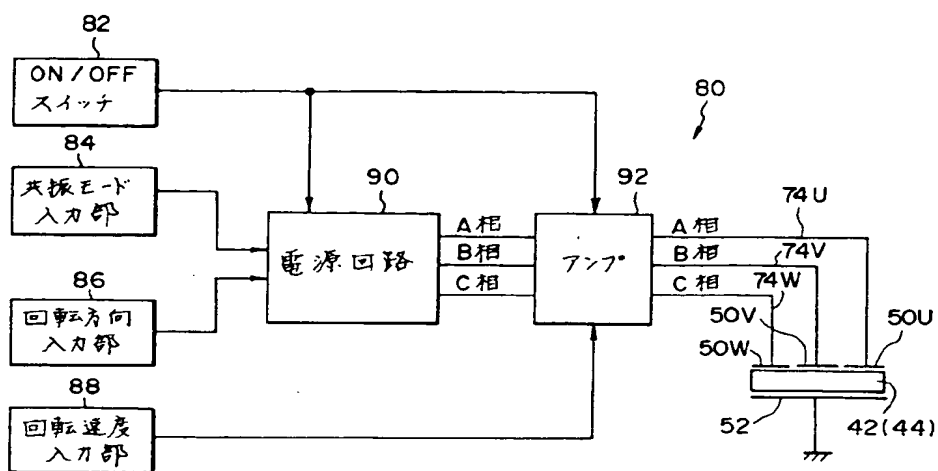 82
ON/OFF
スイッチ
84
共振モード
入力部
86
回転方向
入力部
88
回転速度
入力部
90
電源回路
A相
B相
C相
92
アンプ
80
A相
B相
C相
74U
74V
74W
50V
50U
50W
52
42(44)